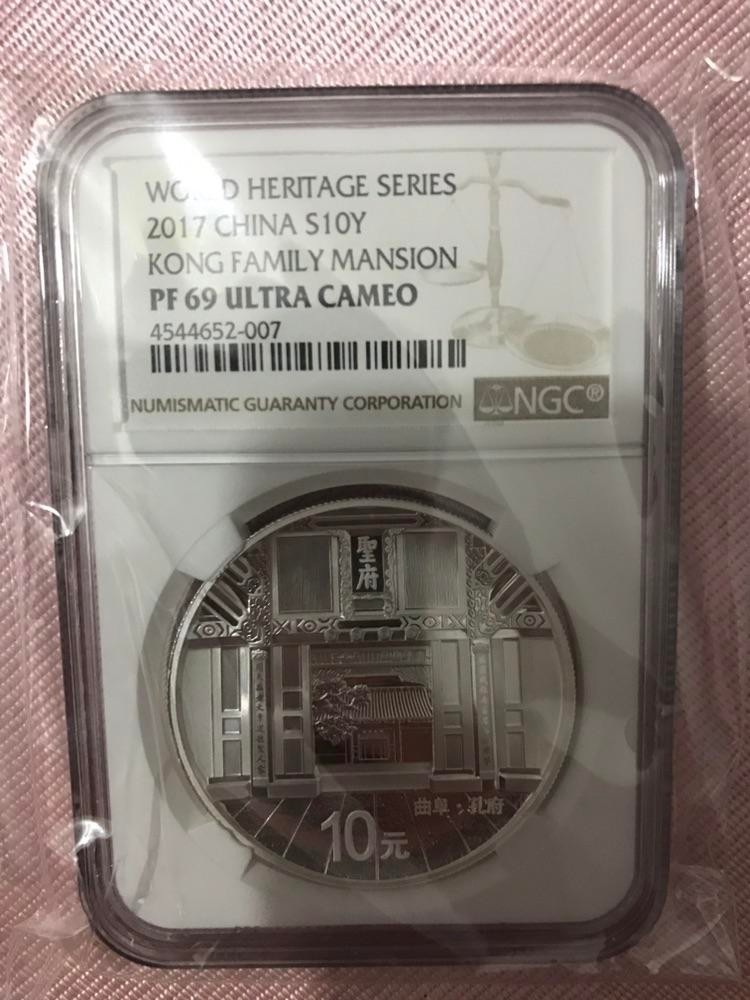 WORLD HERITAGE SERIES
2017 CHINA S10Y
KONG FAMILY MANSION
PF 69 ULTRA CAMEO
4544652-007
NUMISMATIC GUARANTY CORPORATION
NGC®
聖府
曲阜·孔府
10元